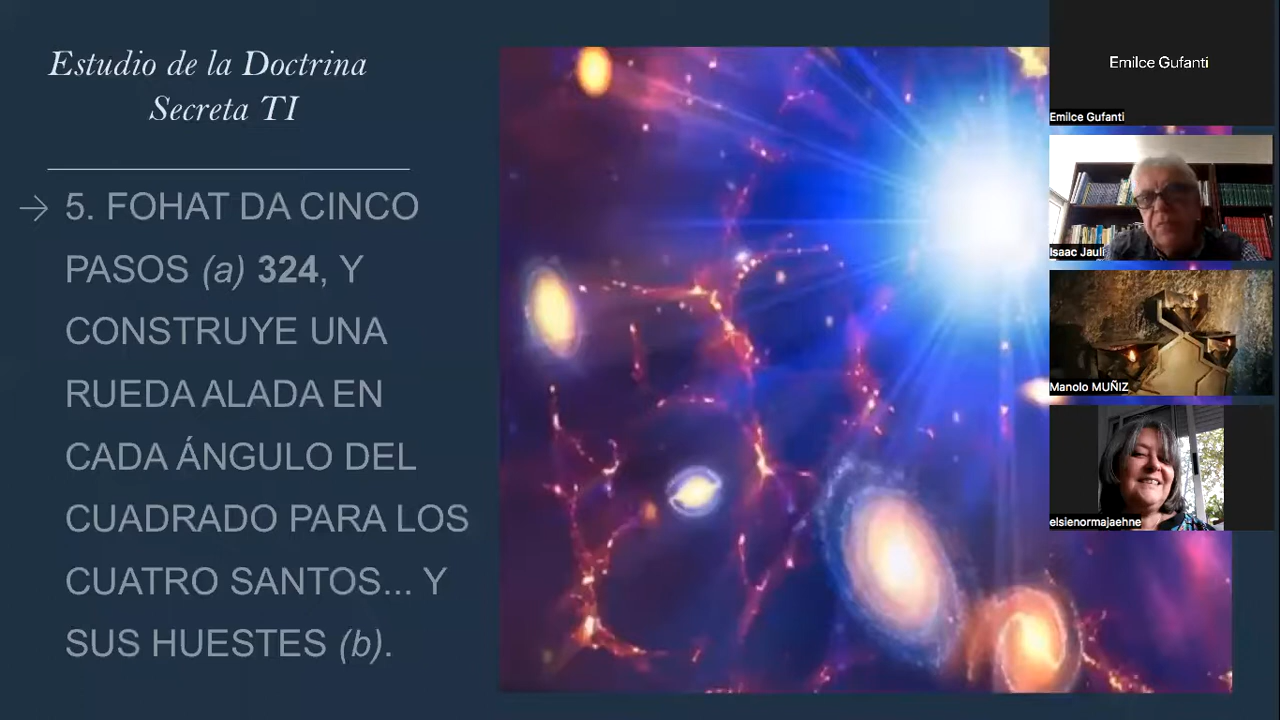 Estudio de la Doctrina
Secreta TI
→ 5. FOHAT DA CINCO
PASOS (a) 324, Y
CONSTRUYE UNA
RUEDA ALADA EN
CADA ÁNGULO DEL
CUADRADO PARA LOS
CUATRO SANTOS... Y
SUS HUESTES (b).
Emilce Gufanti
Emilce Gufanti
Isaac Jauli
Manolo MUÑIZ
elsienormajaehne